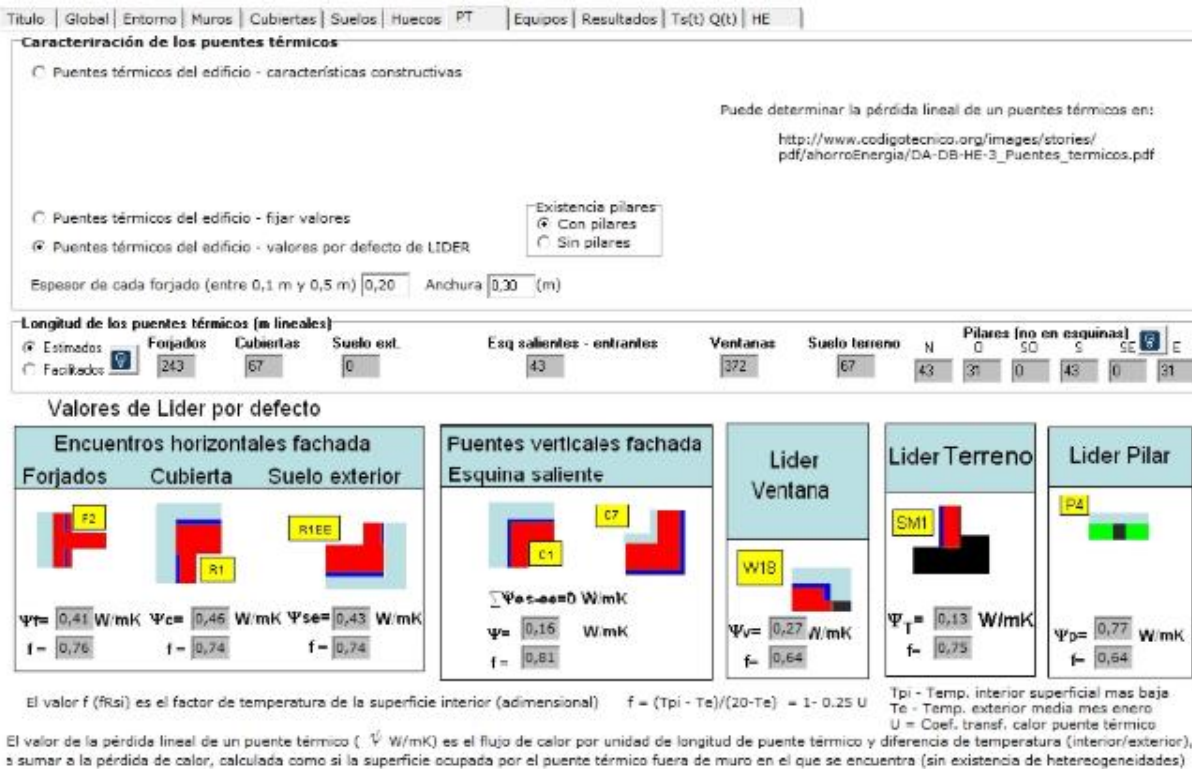 Titulo | Global | Entorno | Muros | Cubiertas | Suelos | Huecos | PT | Equipos | Resultados | Ts(t) Q(t) | HE
Caracteriración de los puentes térmicos
Puentes térmicos del edificio - características constructivas
Puede determinar la pérdida lineal de un puentes térmicos en:
http://www.codigotecnico.org/images/stories/
pdf/ahorroEnergia/DA-DB-HE-3_Puentes_termicos.pdf
Puentes térmicos del edificio - fijar valores
Existencia pilares
Con pilares
Puentes térmicos del edificio - valores por defecto de LIDER
Sin pilares
Espesor de cada forjado (entre 0,1 m y 0,5 m) 0,20 Anchura 0,30 (m)
Longitud de los puentes térmicos (m lineales)
Estimados
Facilitados
Forjados Cubiertas Suelo ext. Esq salientes - entrantes Ventanas Suelo terreno
243 67 0 43 372 67
Pilares (no en esquinas)
N O SO S SE E
43 31 0 43 0 31
Valores de Lider por defecto
Encuentros horizontales fachada
Forjados Cubierta Suelo exterior
F2
R1
R1EE
Ψf= 0,41 W/mK Ψc= 0,46 W/mK Ψse= 0,43 W/mK
f = 0,76 f = 0,74 f = 0,74
Puentes verticales fachada
Esquina saliente
C1
C7
∑Ψes-ee=0 W/mK
Ψ= 0,16 W/mK
f = 0,81
Lider
Ventana
W18
Ψv= 0,27 W/mK
f= 0,64
Lider Terreno
SM1
ΨT= 0,13 W/mK
f= 0,75
Lider Pilar
P4
Ψp= 0,77 W/mK
f= 0,64
El valor f (fRsi) es el factor de temperatura de la superficie interior (adimensional) f = (Tpi - Te)/(20-Te) = 1- 0.25 U
Tpi - Temp. interior superficial mas baja
Te - Temp. exterior media mes enero
U = Coef. transf. calor puente térmico
El valor de la pérdida lineal de un puente térmico ( Ψ W/mK) es el flujo de calor por unidad de longitud de puente térmico y diferencia de temperatura (interior/exterior),
a sumar a la pérdida de calor, calculada como si la superficie ocupada por el puente térmico fuera de muro en el que se encuentra (sin existencia de heterogeneidades)